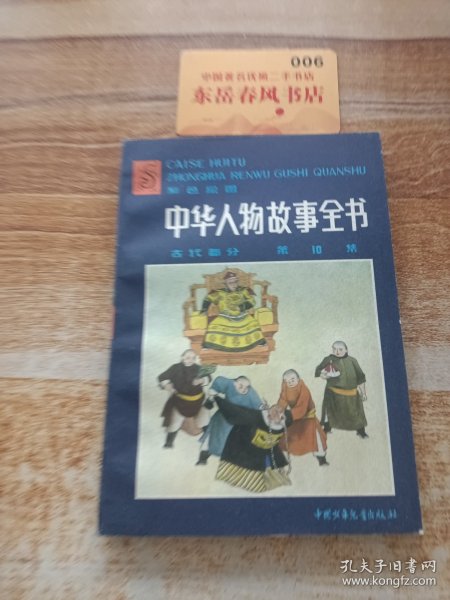 006
中国著名优质二手书店
东岳春风书店
CAISE HUITU
ZHONGHUA RENWU GUSHI QUANSHU
彩色绘图
中华人物故事全书
古代部分 第10集
中国少年儿童出版社
孔夫子旧书网
www.kongfz.com